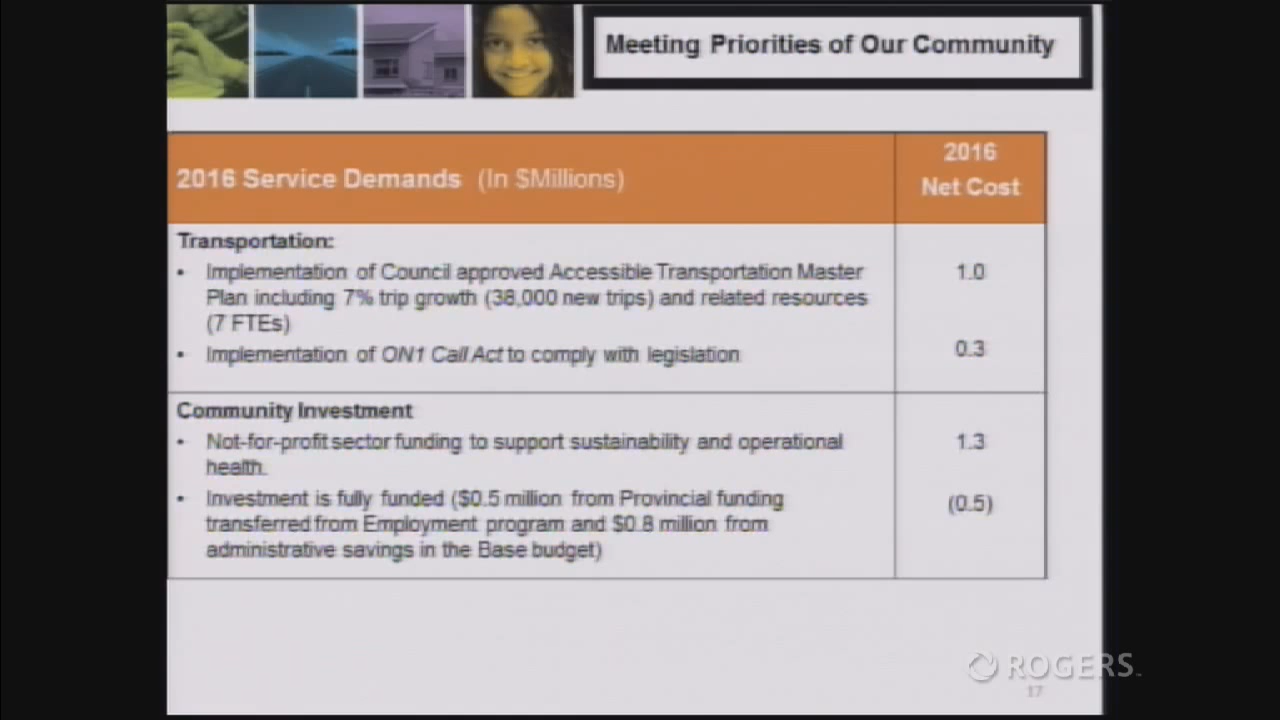 Meeting Priorities of Our Community
2016 Service Demands (In $Millions)
2016
Net Cost
Transportation:
• Implementation of Council approved Accessible Transportation Master
Plan including 7% trip growth (38,000 new trips) and related resources
(7 FTEs)
1.0
• Implementation of ON1 Call Act to comply with legislation
0.3
Community Investment
• Not-for-profit sector funding to support sustainability and operational
health.
1.3
• Investment is fully funded ($0.5 million from Provincial funding
transferred from Employment program and $0.8 million from
administrative savings in the Base budget)
(0.5)
ROGERS™
17